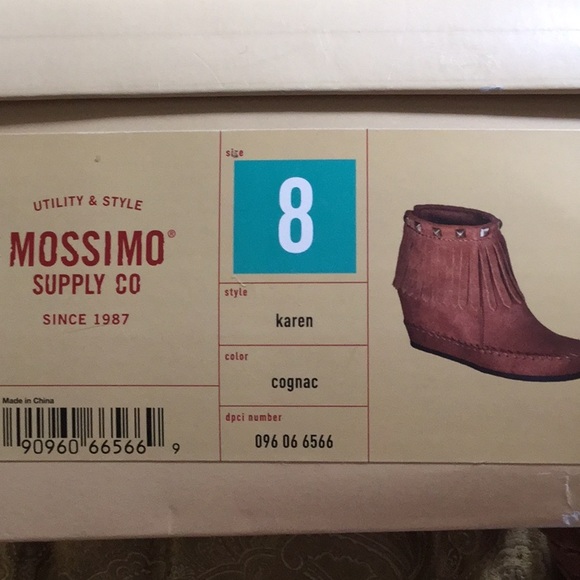 UTILITY & STYLE
MOSSIMO®
SUPPLY CO
SINCE 1987
Made in China
90960 66566 9
size
8
style
karen
color
cognac
dpci number
096 06 6566